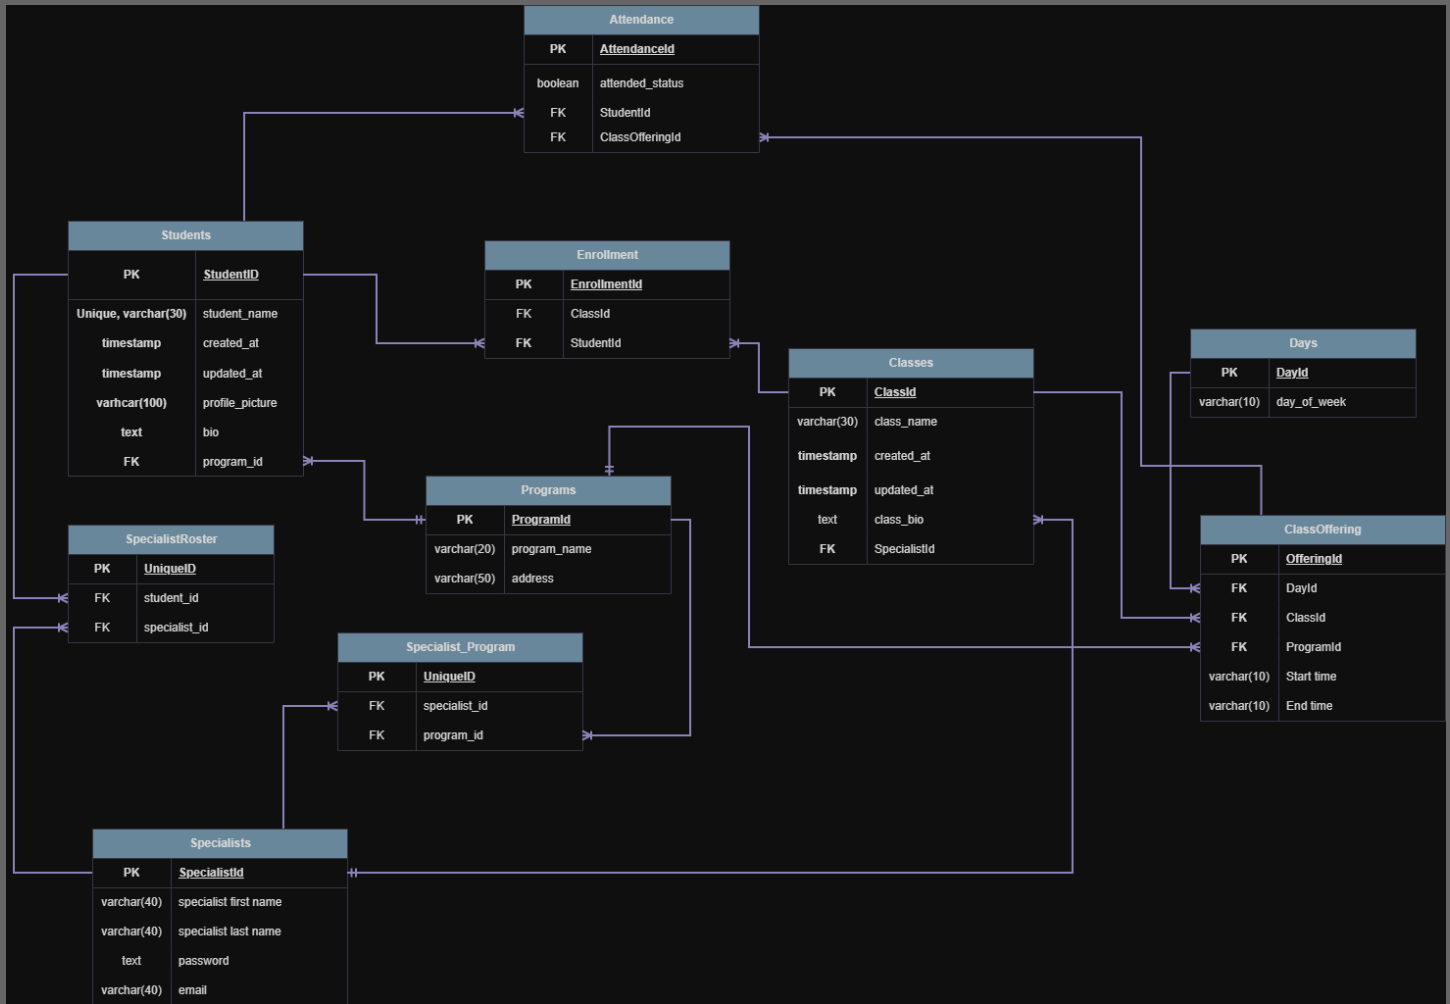 Attendance
PK AttendanceId
boolean attended_status
FK StudentId
FK ClassOfferingId
Students
PK StudentID
Unique, varchar(30) student_name
timestamp created_at
timestamp updated_at
varhcar(100) profile_picture
text bio
FK program_id
Enrollment
PK EnrollmentId
FK ClassId
FK StudentId
Classes
PK ClassId
varchar(30) class_name
timestamp created_at
timestamp updated_at
text class_bio
FK SpecialistId
Days
PK DayId
varchar(10) day_of_week
Programs
PK ProgramId
varchar(20) program_name
varchar(50) address
SpecialistRoster
PK UniqueID
FK student_id
FK specialist_id
ClassOffering
PK OfferingId
FK DayId
FK ClassId
FK ProgramId
varchar(10) Start time
varchar(10) End time
Specialist_Program
PK UniqueID
FK specialist_id
FK program_id
Specialists
PK SpecialistId
varchar(40) specialist first name
varchar(40) specialist last name
text password
varchar(40) email